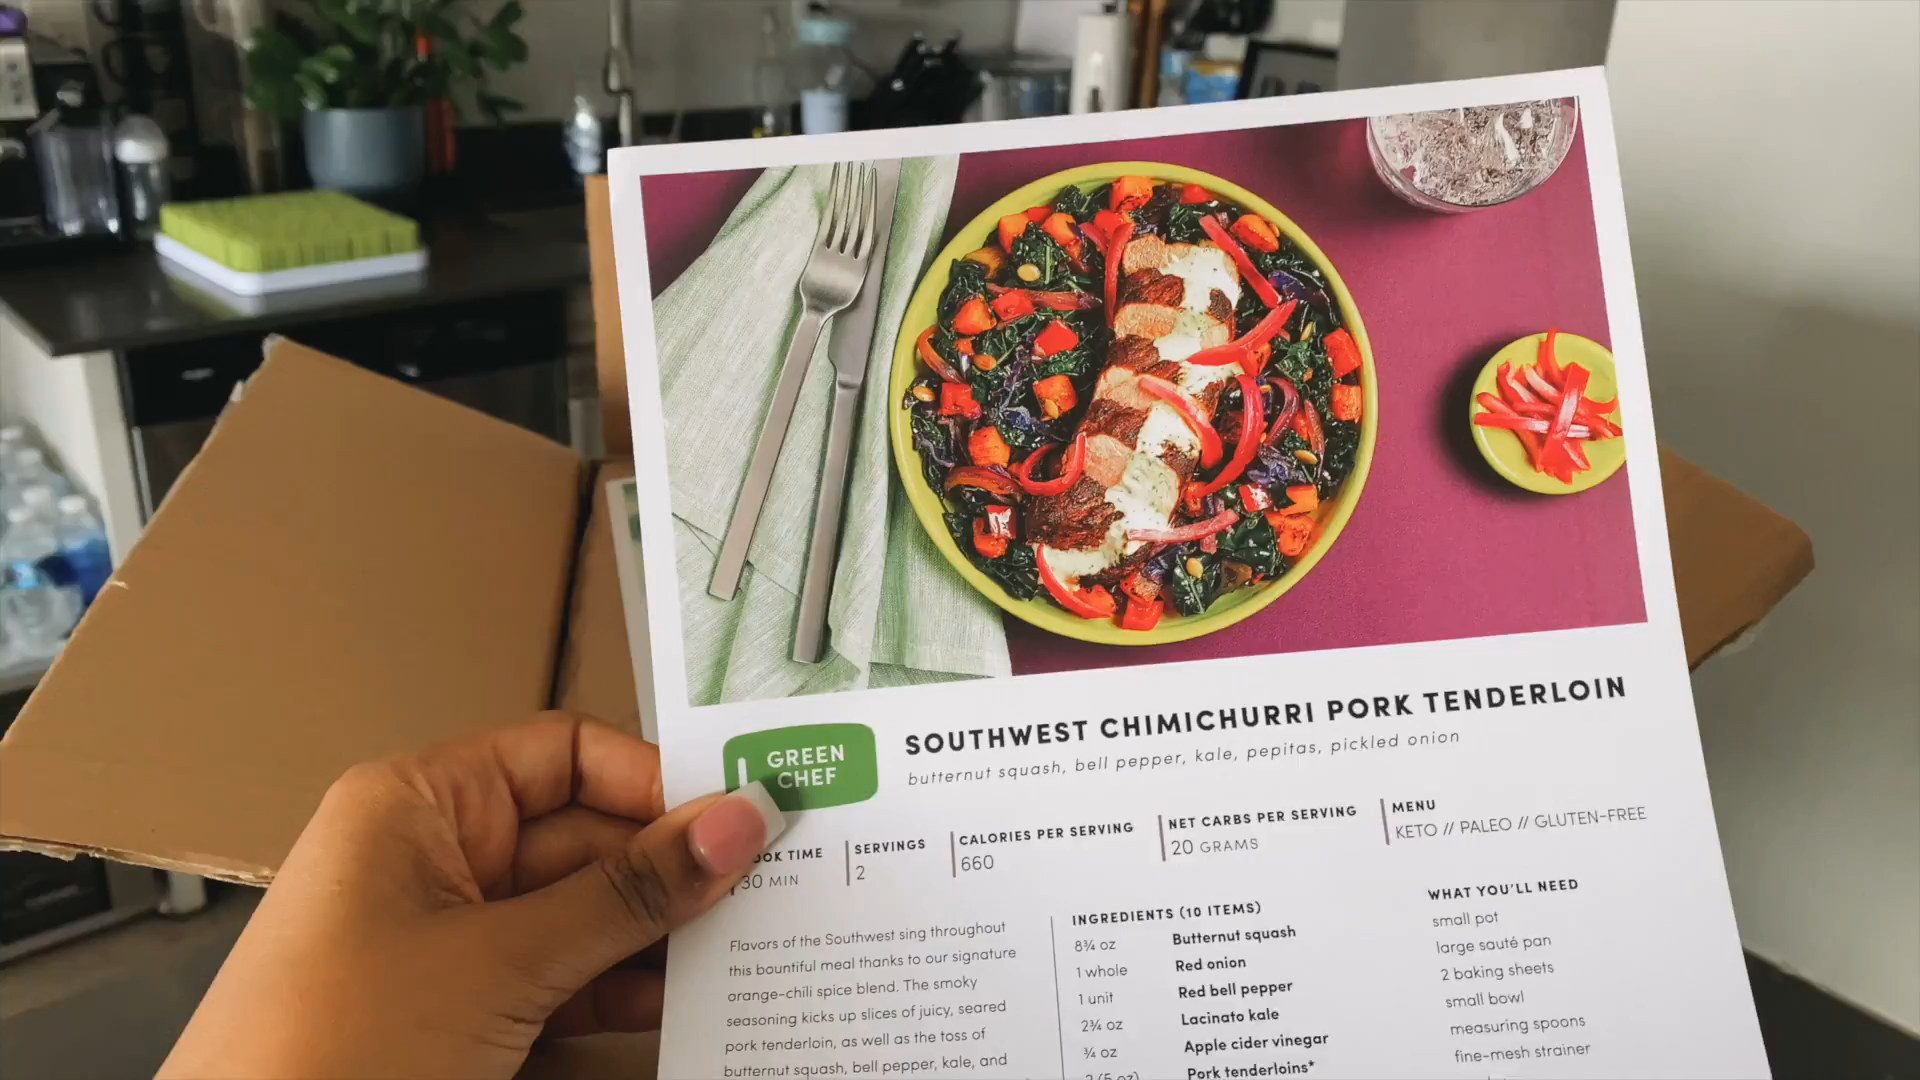 SOUTHWEST CHIMICHURRI PORK TENDERLOIN
butternut squash, bell pepper, kale, pepitas, pickled onion
GREEN
CHEF
OOK TIME
30 MIN
SERVINGS
2
CALORIES PER SERVING
660
NET CARBS PER SERVING
20 GRAMS
MENU
KETO // PALEO // GLUTEN-FREE
Flavors of the Southwest sing throughout
this bountiful meal thanks to our signature
orange-chili spice blend. The smoky
seasoning kicks up slices of juicy, seared
pork tenderloin, as well as the toss of
butternut squash, bell pepper, kale, and
INGREDIENTS (10 ITEMS)
8¾ oz Butternut squash
1 whole Red onion
1 unit Red bell pepper
2¾ oz Lacinato kale
¾ oz Apple cider vinegar
2 (5 oz) Pork tenderloins*
WHAT YOU'LL NEED
small pot
large sauté pan
2 baking sheets
small bowl
measuring spoons
fine-mesh strainer